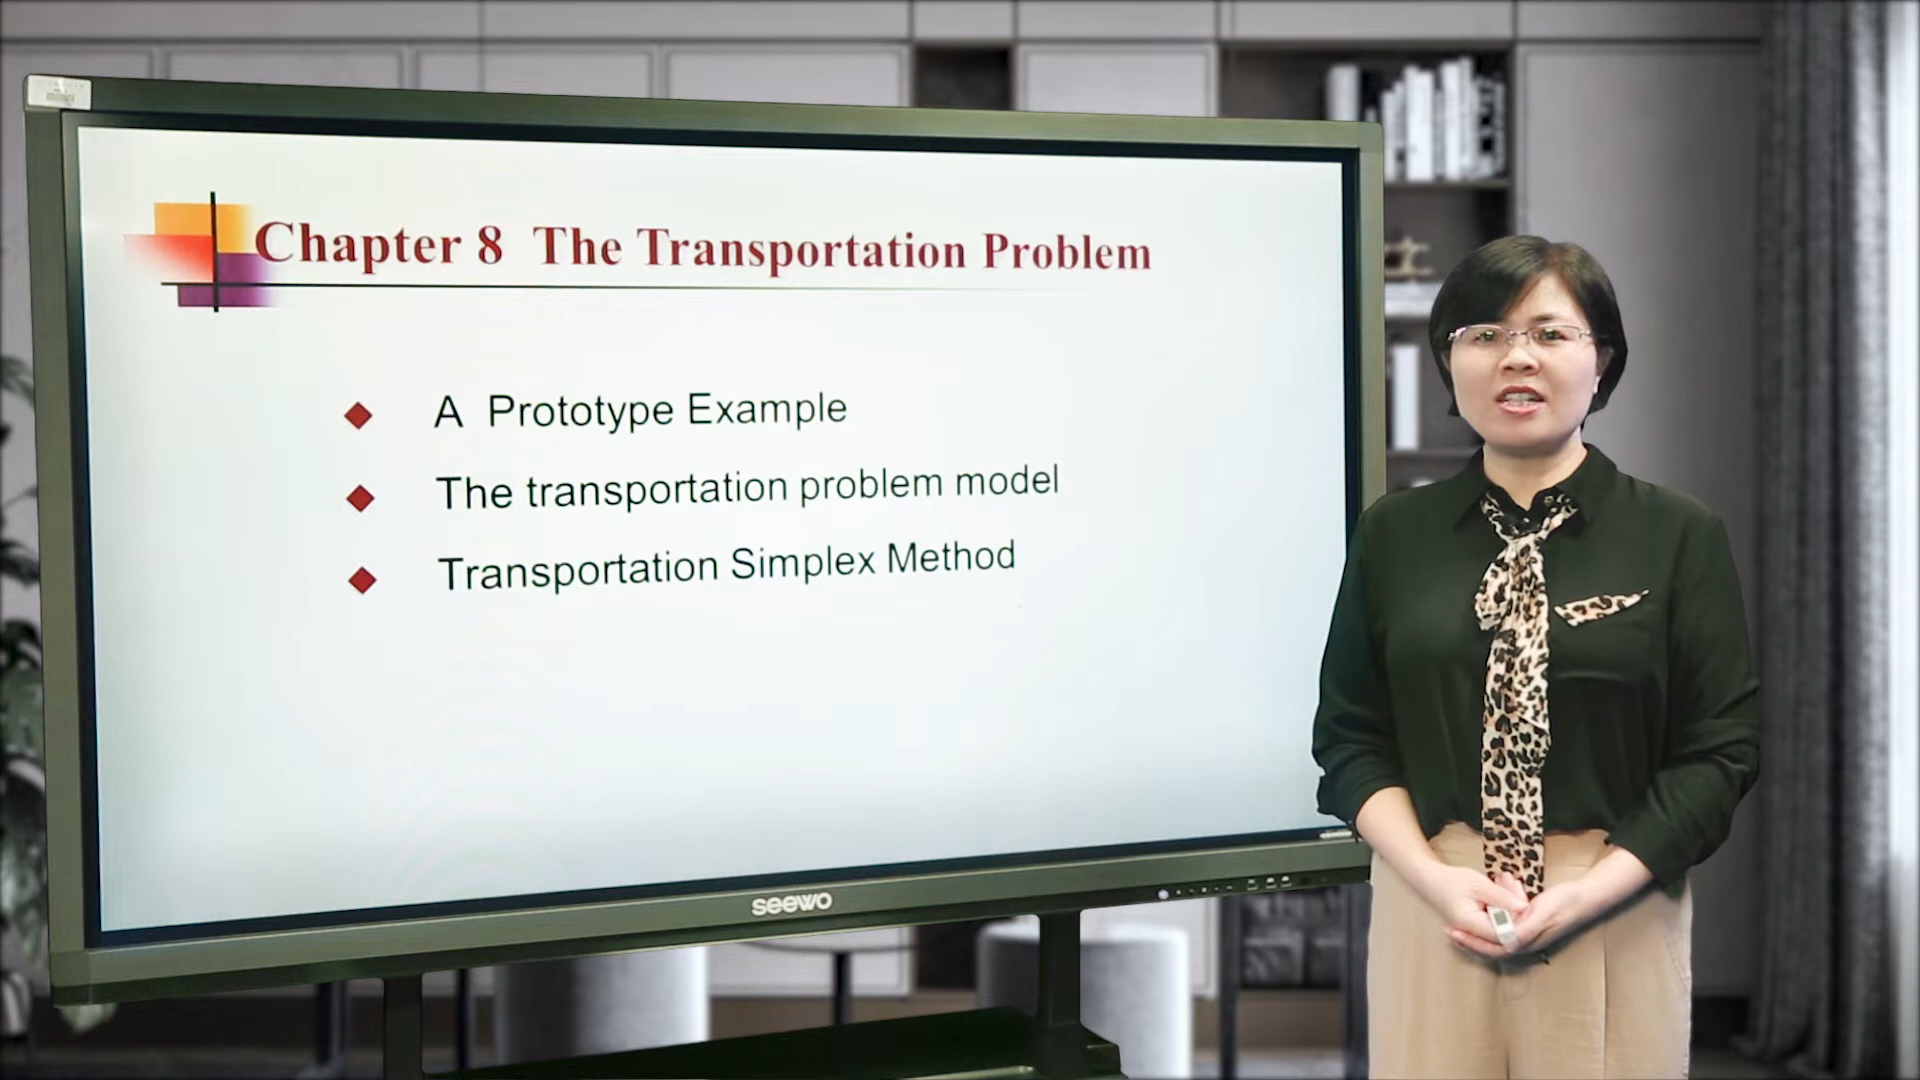 Chapter 8 The Transportation Problem
A Prototype Example
The transportation problem model
Transportation Simplex Method
seewo